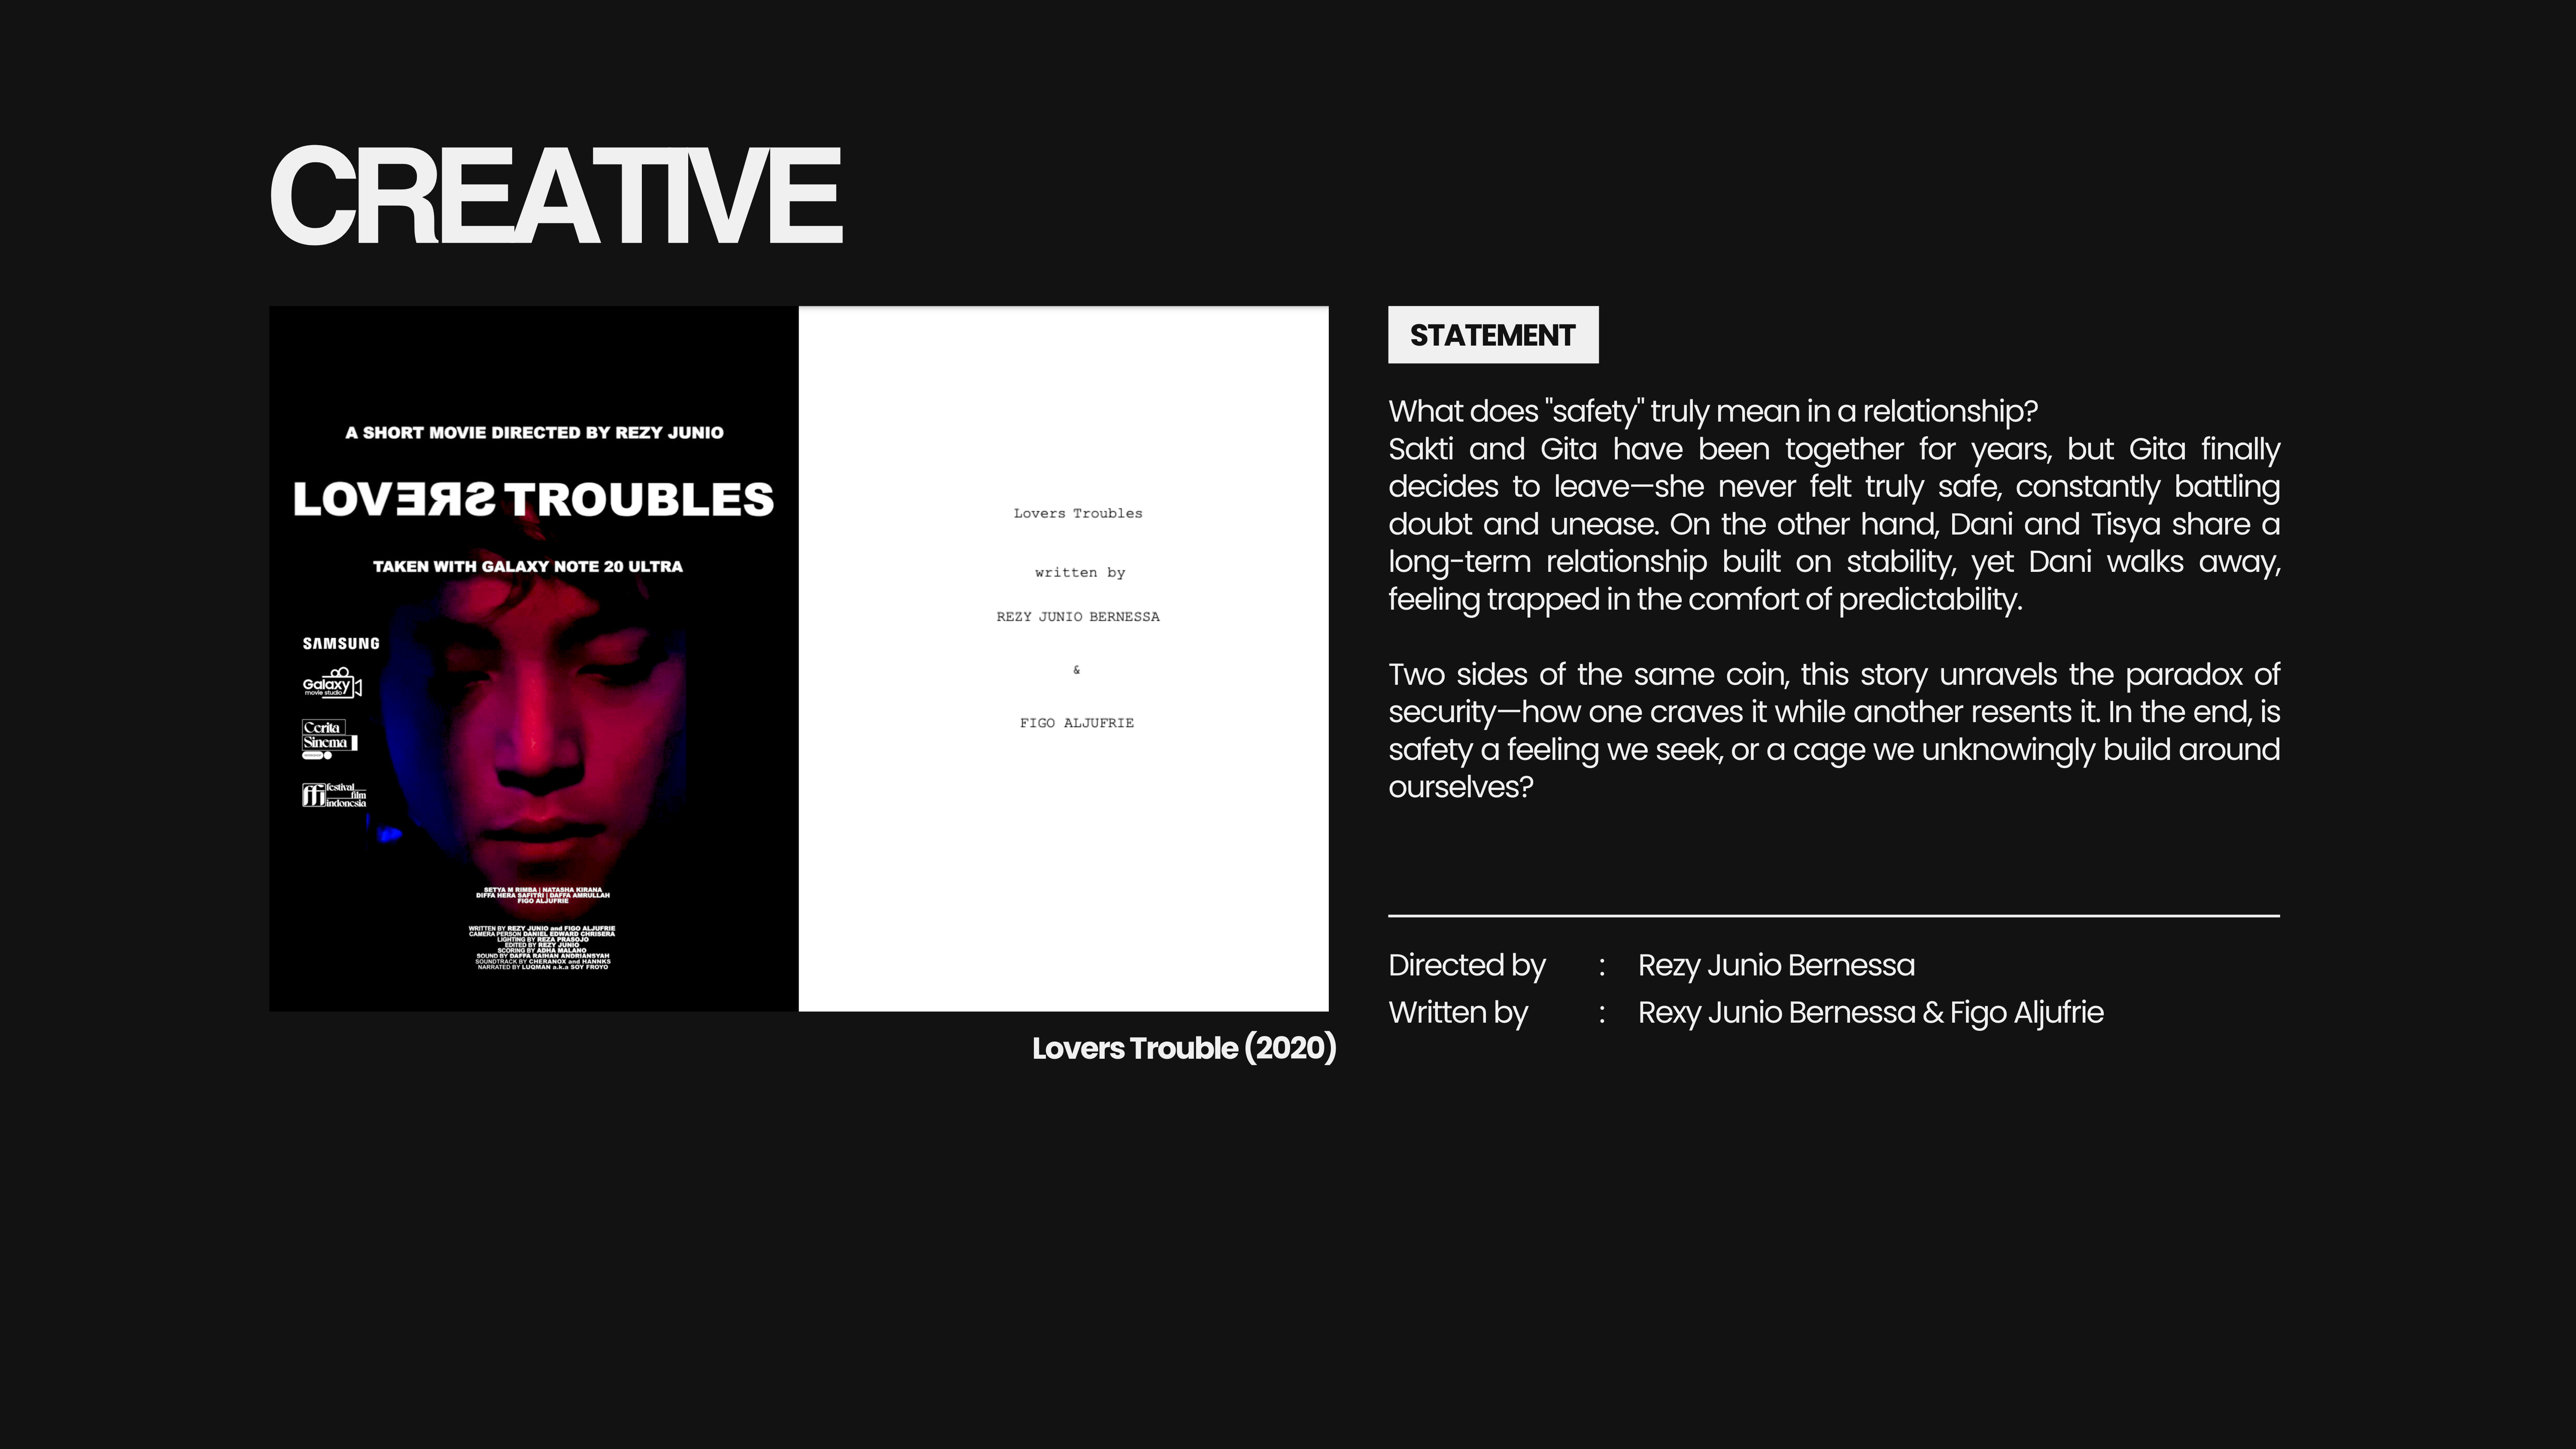 CREATIVE
A SHORT MOVIE DIRECTED BY REZY JUNIO
LOVERS TROUBLES
TAKEN WITH GALAXY NOTE 20 ULTRA
SAMSUNG
Galaxy
movie studio
Cerita
Sinema
ffi festival
film
indonesia
SETYA M RIMBA | NATASHA KIRANA
DIFFA HERA SAFITRI | DAFFA AMRULLAH
FIGO ALJUFRIE
WRITTEN BY REZY JUNIO and FIGO ALJUFRIE
CAMERA PERSON DANIEL EDWARD CHRISERA
LIGHTING BY REZA PRASOJO
EDITED BY REZY JUNIO
SCORING BY ADHA MALANO
SOUND BY DAFFA RAIHAN ANDRIANSYAH
SOUNDTRACK BY CHERANOX and HANNKS
NARRATED BY LUQMAN a.k.a SOY FROYO
Lovers Troubles
written by
REZY JUNIO BERNESSA
&
FIGO ALJUFRIE
Lovers Trouble (2020)
STATEMENT
What does "safety" truly mean in a relationship?
Sakti and Gita have been together for years, but Gita finally
decides to leave—she never felt truly safe, constantly battling
doubt and unease. On the other hand, Dani and Tisya share a
long-term relationship built on stability, yet Dani walks away,
feeling trapped in the comfort of predictability.
Two sides of the same coin, this story unravels the paradox of
security—how one craves it while another resents it. In the end, is
safety a feeling we seek, or a cage we unknowingly build around
ourselves?
Directed by : Rezy Junio Bernessa
Written by : Rexy Junio Bernessa & Figo Aljufrie